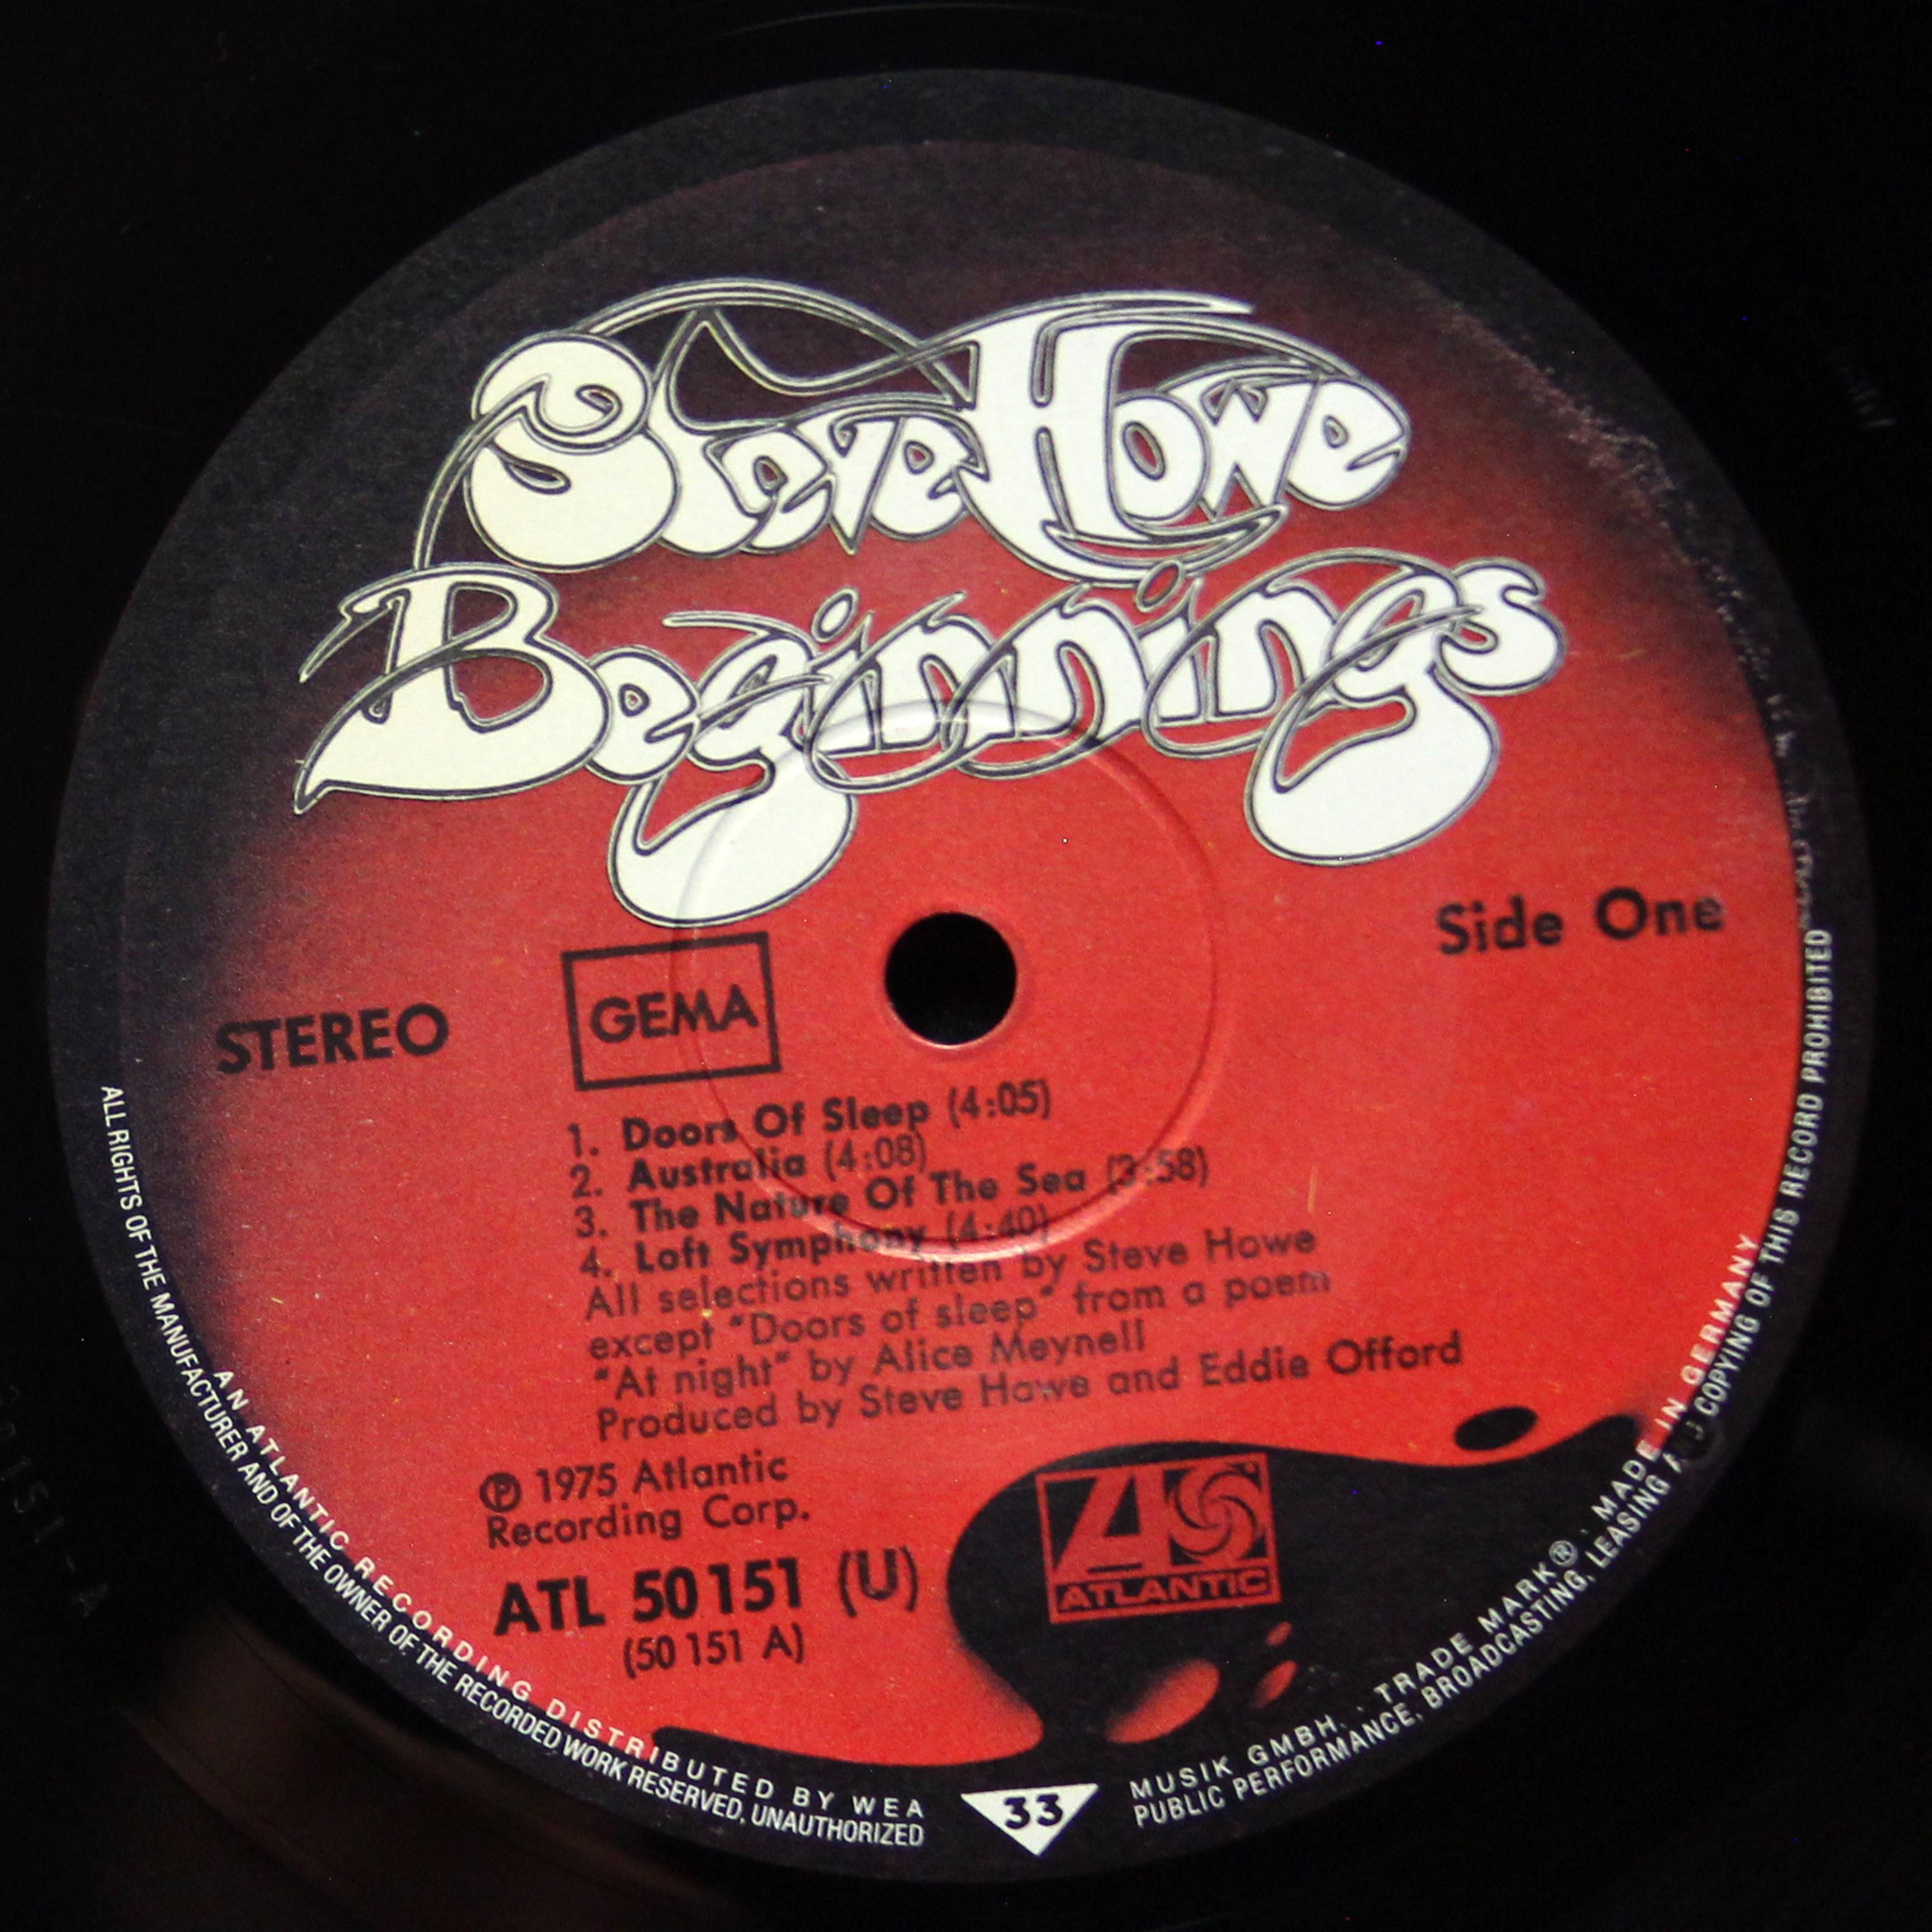 Steve Howe
Beginnings
Side One
STEREO
GEMA
1. Doors Of Sleep (4:05)
2. Australia (4:08)
3. The Nature Of The Sea (3:58)
4. Loft Symphony (4:40)
All selections written by Steve Howe
except "Doors of sleep" from a poem
"At night" by Alice Meynell
Produced by Steve Howe and Eddie Offord
℗ 1975 Atlantic
Recording Corp.
ATL 50 151 (U)
(50 151 A)
ATLANTIC
33
AN ATLANTIC RECORDING DISTRIBUTED BY WEA MUSIK GMBH. . TRADE MARK® . MADE IN GERMANY
ALL RIGHTS OF THE MANUFACTURER AND OF THE OWNER OF THE RECORDED WORK RESERVED, UNAUTHORIZED PUBLIC PERFORMANCE, BROADCASTING, LEASING COPYING OF THIS RECORD PROHIBITED